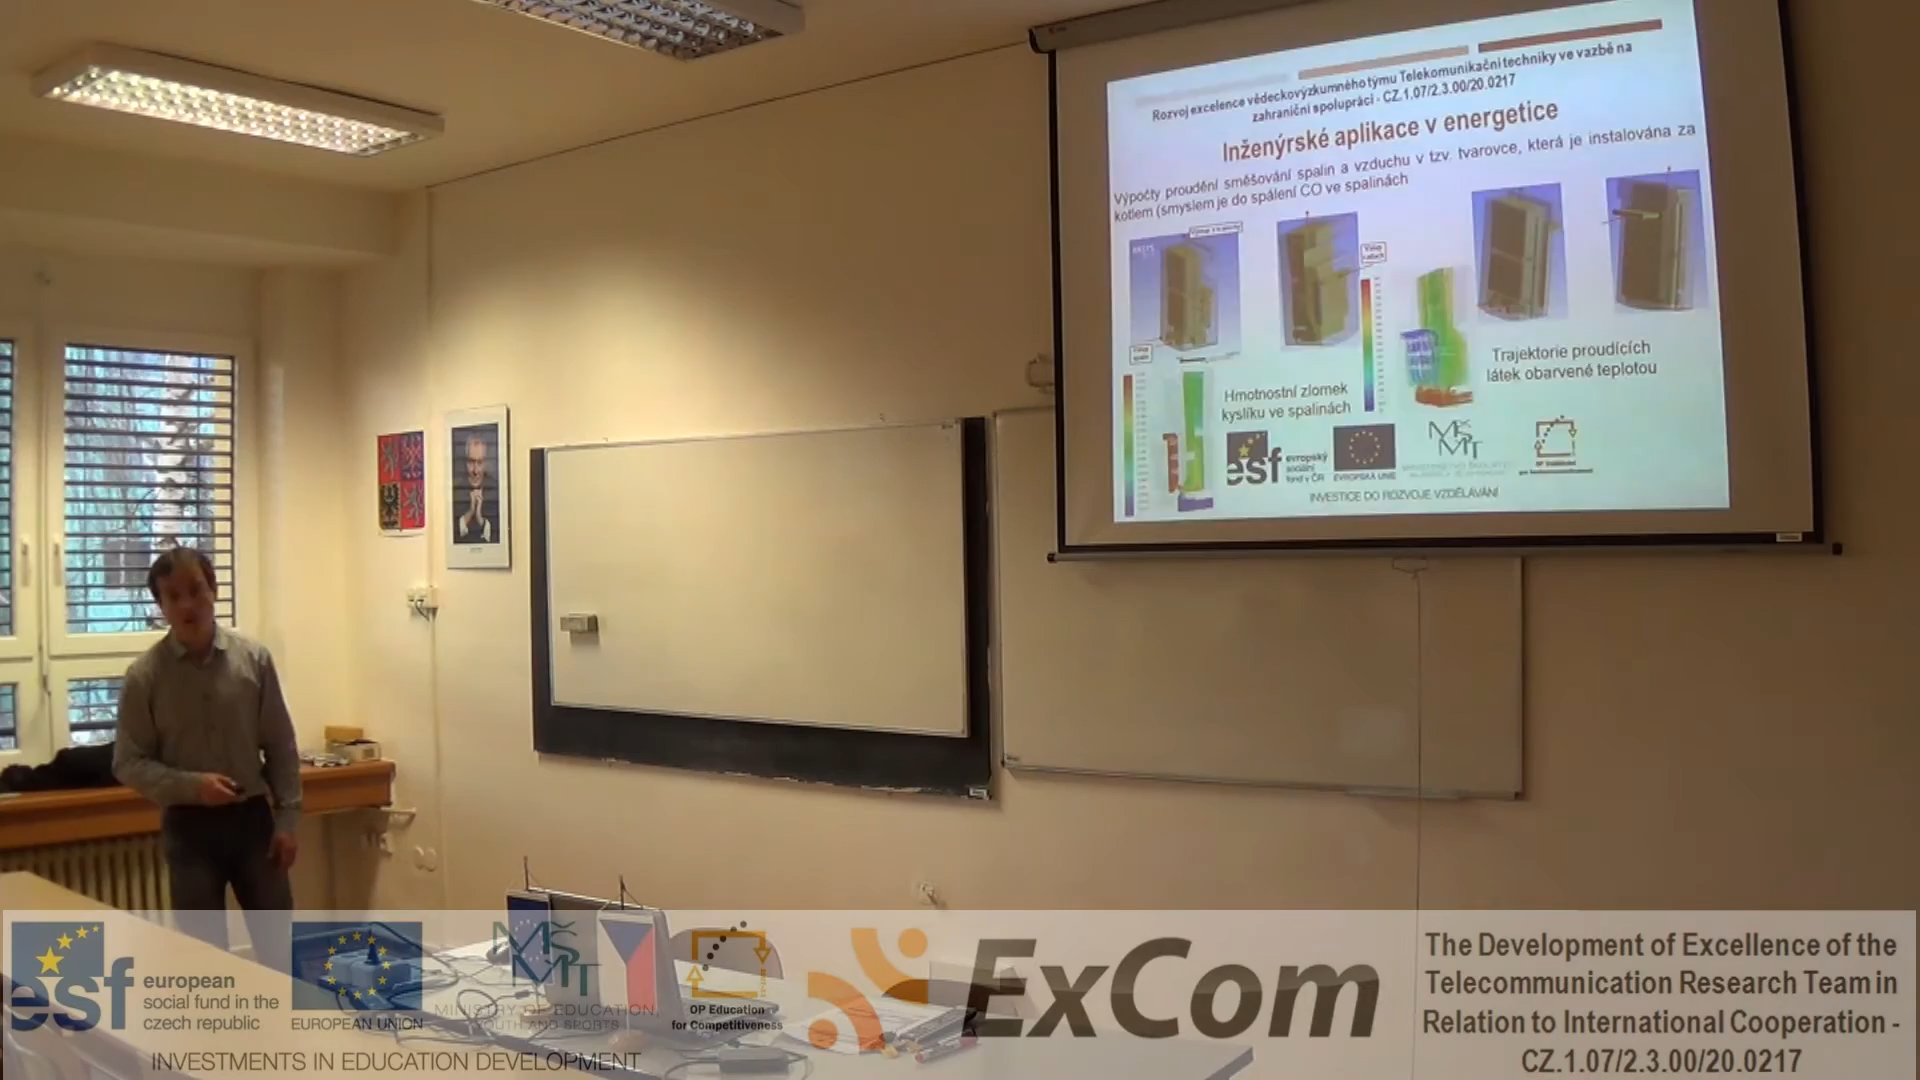 Rozvoj excelence vědeckovýzkumného týmu Telekomunikační techniky ve vazbě na
zahraniční spolupráci - CZ.1.07/2.3.00/20.0217
Inženýrské aplikace v energetice
Výpočty proudění směšování spalin a vzduchu v tzv. tvarovce, která je instalována za
kotlem (smyslem je do spálení CO ve spalinách
ANSYS
Trajektorie proudících
látek obarvené teplotou
Hmotnostní zlomek
kyslíku ve spalinách
esf
evropský
sociální
fond v ČR
EVROPSKÁ UNIE
MŠMT
OP Vzdělávání
INVESTICE DO ROZVOJE VZDĚLÁVÁNÍ
esf
european
social fund in the
czech republic
EUROPEAN UNION
MŠMT
MINISTRY OF EDUCATION,
YOUTH AND SPORTS
OP Education
for Competitiveness
INVESTMENTS IN EDUCATION DEVELOPMENT
ExCom
The Development of Excellence of the
Telecommunication Research Team in
Relation to International Cooperation -
CZ.1.07/2.3.00/20.0217